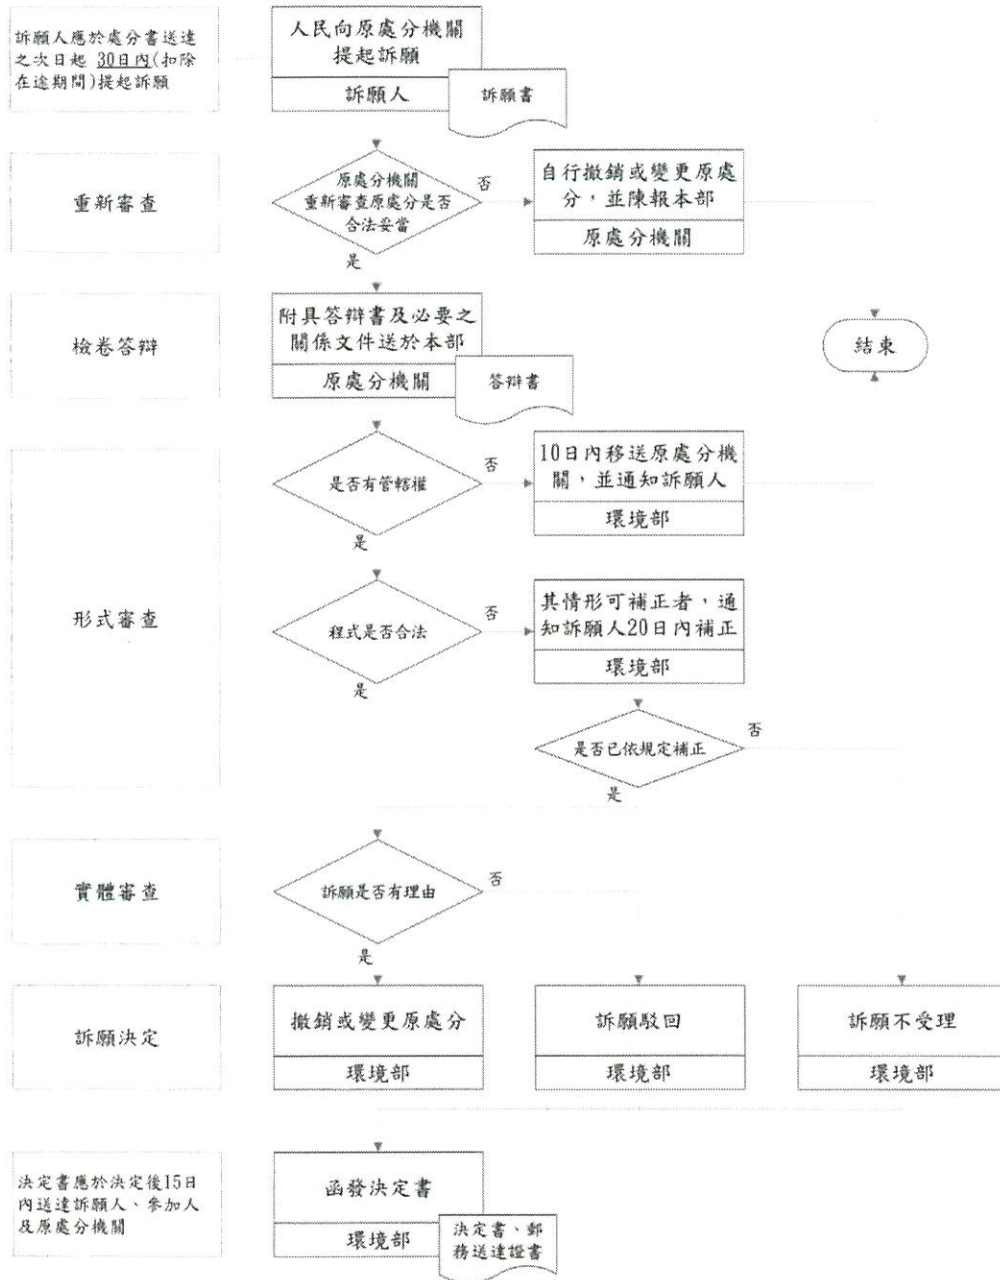 訴願人應於處分書送達
之次日起 30日內(扣除
在途期間)提起訴願
人民向原處分機關
提起訴願
訴願人
訴願書
重新審查
原處分機關
重新審查原處分是否
合法妥當
否
是
自行撤銷或變更原處
分,並陳報本部
原處分機關
檢卷答辯
附具答辯書及必要之
關係文件送於本部
原處分機關
答辯書
結束
形式審查
是否有管轄權
否
是
10日內移送原處分機
關,並通知訴願人
環境部
程式是否合法
否
是
其情形可補正者,通
知訴願人20日內補正
環境部
是否已依規定補正
否
是
實體審查
訴願是否有理由
否
是
訴願決定
撤銷或變更原處分
環境部
訴願駁回
環境部
訴願不受理
環境部
決定書應於決定後15日
內送達訴願人、參加人
及原處分機關
函發決定書
環境部
決定書、郵
務送達證書